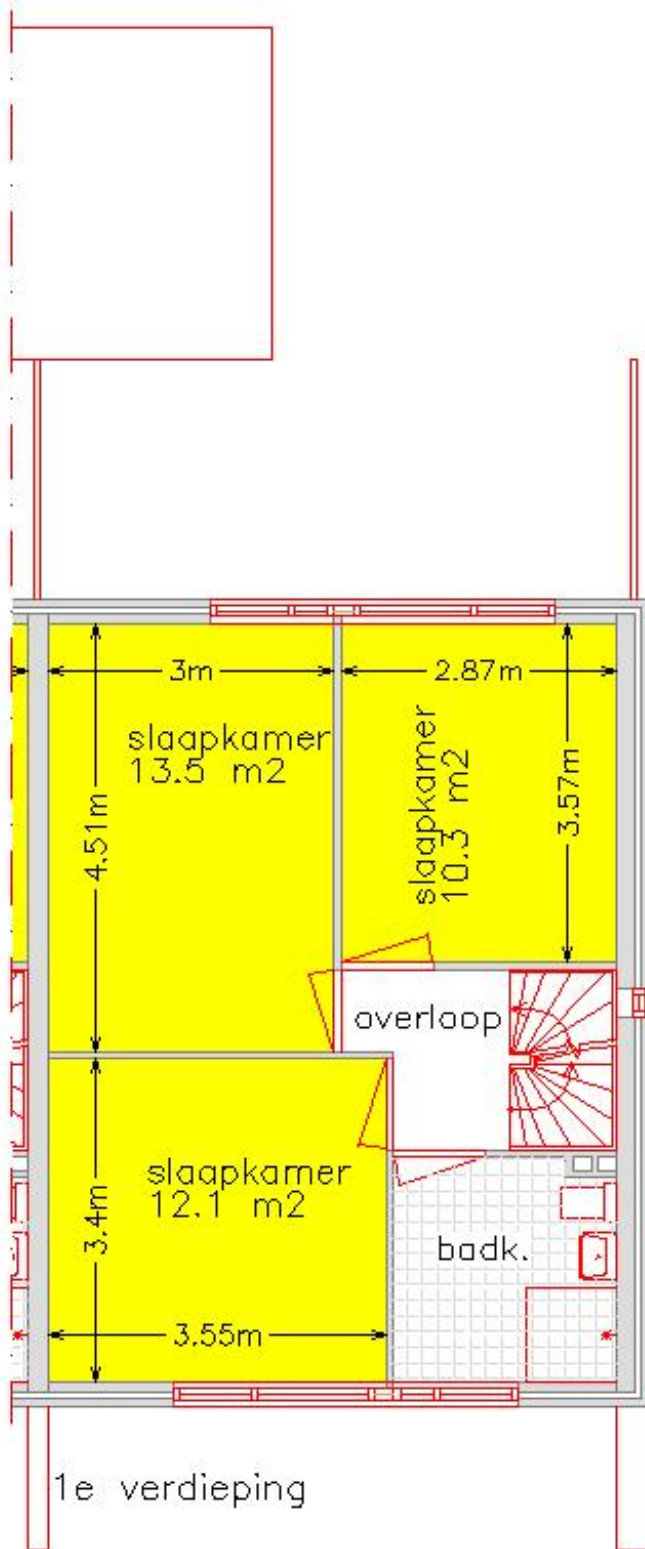 3m
2.87m
slaapkamer
13.5 m2
slaapkamer
10.3 m2
3.57m
4.51m
overloop
slaapkamer
12.1 m2
3.4m
badk.
3.55m
1e verdieping